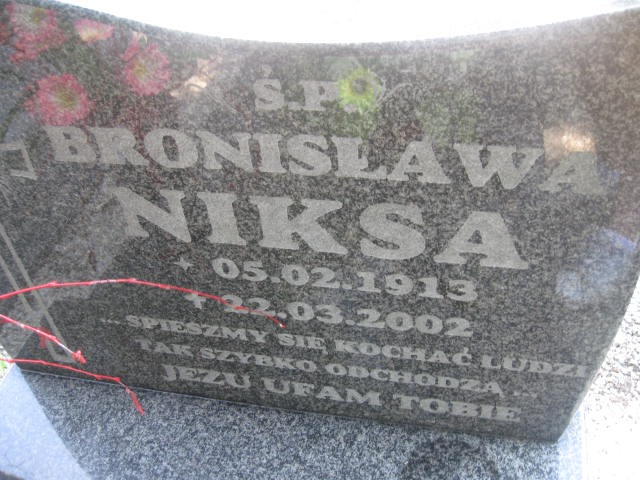 Ś.P.
BRONISŁAWA
NIKSA
* 05.02.1913
✝ 22.03.2002
...SPIESZMY SIĘ KOCHAĆ LUDZI
TAK SZYBKO ODCHODZĄ...
JEZU UFAM TOBIE